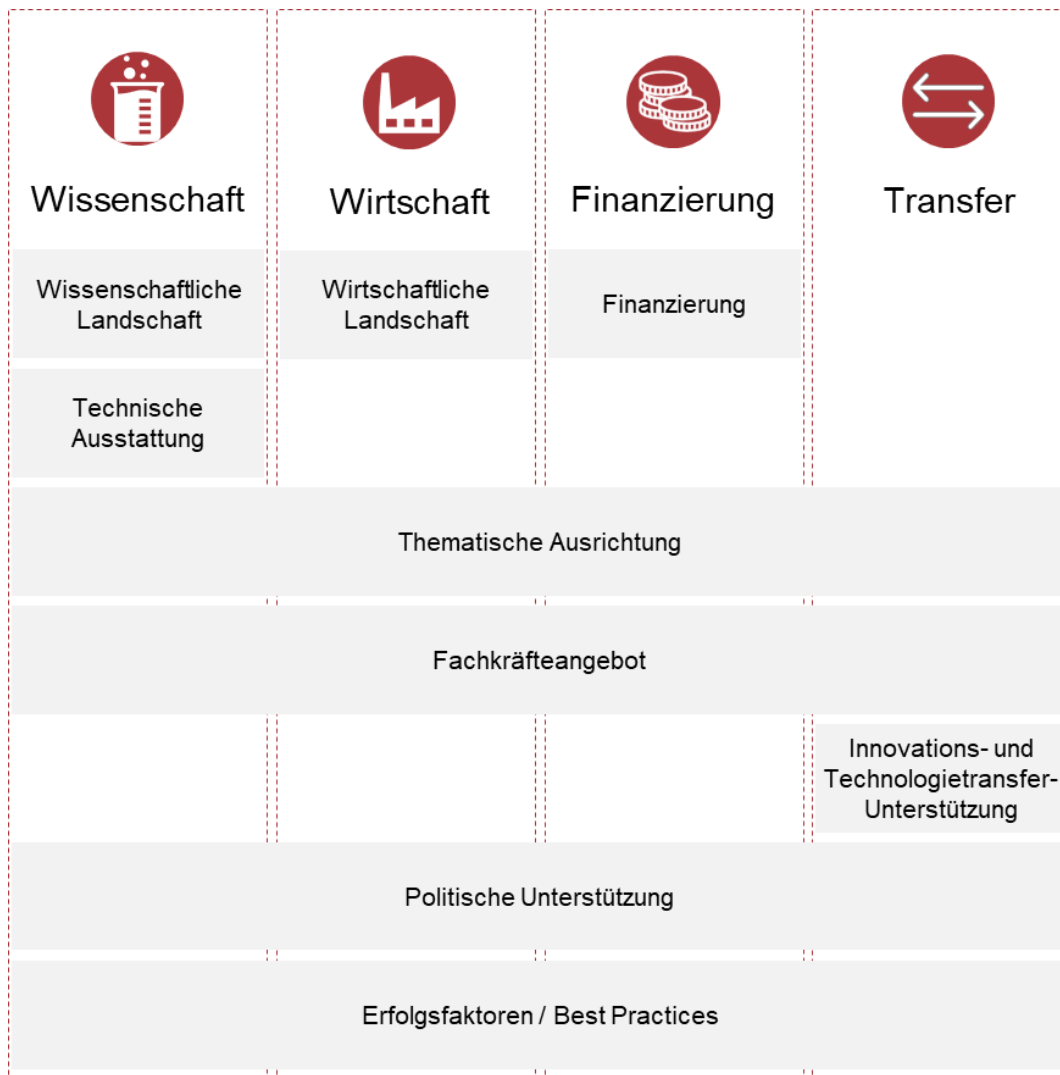 Wissenschaft
Wirtschaft
Finanzierung
Transfer
Wissenschaftliche
Landschaft
Wirtschaftliche
Landschaft
Finanzierung
Technische
Ausstattung
Thematische Ausrichtung
Fachkräfteangebot
Innovations- und
Technologietransfer-
Unterstützung
Politische Unterstützung
Erfolgsfaktoren / Best Practices